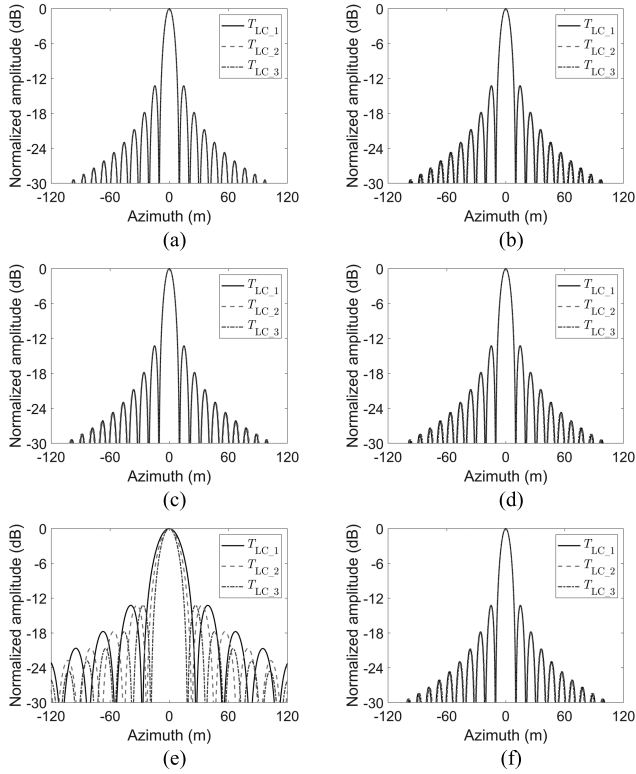 Normalized amplitude (dB)
0
-6
-12
-18
-24
-30
T_LC_1
T_LC_2
T_LC_3
-120 -60 0 60 120
Azimuth (m)
(a)
Normalized amplitude (dB)
0
-6
-12
-18
-24
-30
T_LC_1
T_LC_2
T_LC_3
-120 -60 0 60 120
Azimuth (m)
(b)
Normalized amplitude (dB)
0
-6
-12
-18
-24
-30
T_LC_1
T_LC_2
T_LC_3
-120 -60 0 60 120
Azimuth (m)
(c)
Normalized amplitude (dB)
0
-6
-12
-18
-24
-30
T_LC_1
T_LC_2
T_LC_3
-120 -60 0 60 120
Azimuth (m)
(d)
Normalized amplitude (dB)
0
-6
-12
-18
-24
-30
T_LC_1
T_LC_2
T_LC_3
-120 -60 0 60 120
Azimuth (m)
(e)
Normalized amplitude (dB)
0
-6
-12
-18
-24
-30
T_LC_1
T_LC_2
T_LC_3
-120 -60 0 60 120
Azimuth (m)
(f)